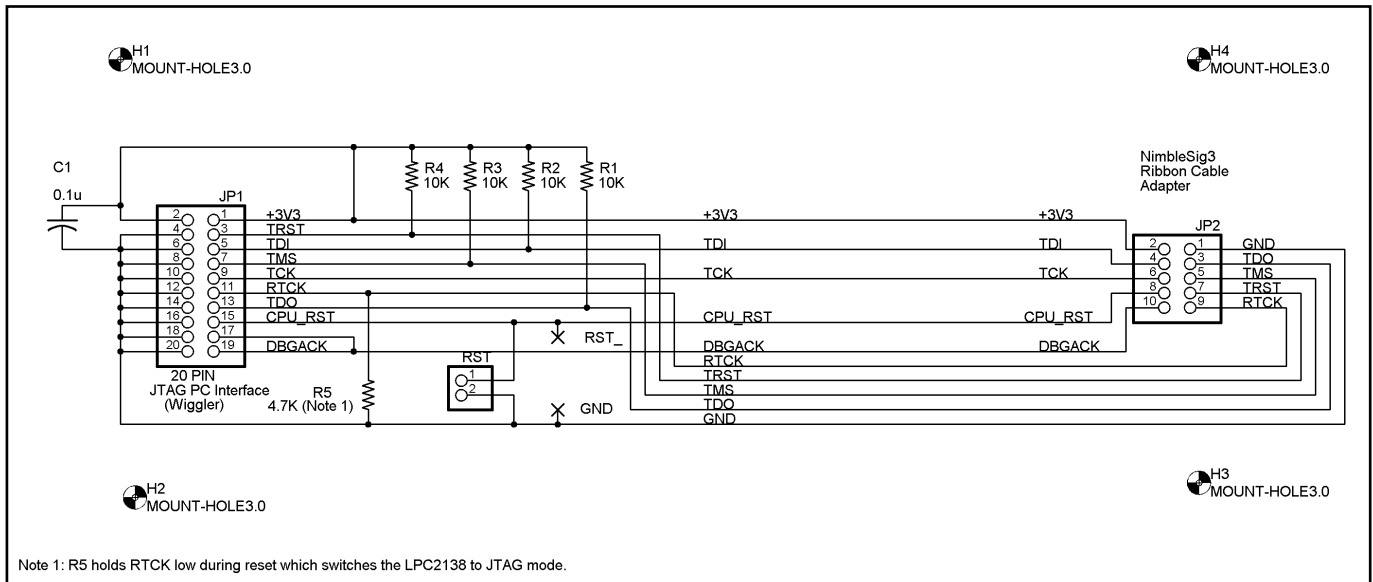 H1
MOUNT-HOLE3.0
H4
MOUNT-HOLE3.0
C1
0.1u
R4
10K
R3
10K
R2
10K
R1
10K
NimbleSig3
Ribbon Cable
Adapter
JP1
2 1 +3V3
4 3 TRST
6 5 TDI
8 7 TMS
10 9 TCK
12 11 RTCK
14 13 TDO
16 15 CPU_RST
18 17
20 19 DBGACK
20 PIN
JTAG PC Interface
(Wiggler)
R5
4.7K (Note 1)
RST
1
2
RST_
GND
+3V3
TDI
TCK
CPU_RST
DBGACK
RTCK
TRST
TMS
TDO
GND
+3V3
TDI
TCK
CPU_RST
DBGACK
JP2
2 1 GND
4 3 TDO
6 5 TMS
8 7 TRST
10 9 RTCK
H2
MOUNT-HOLE3.0
H3
MOUNT-HOLE3.0
Note 1: R5 holds RTCK low during reset which switches the LPC2138 to JTAG mode.